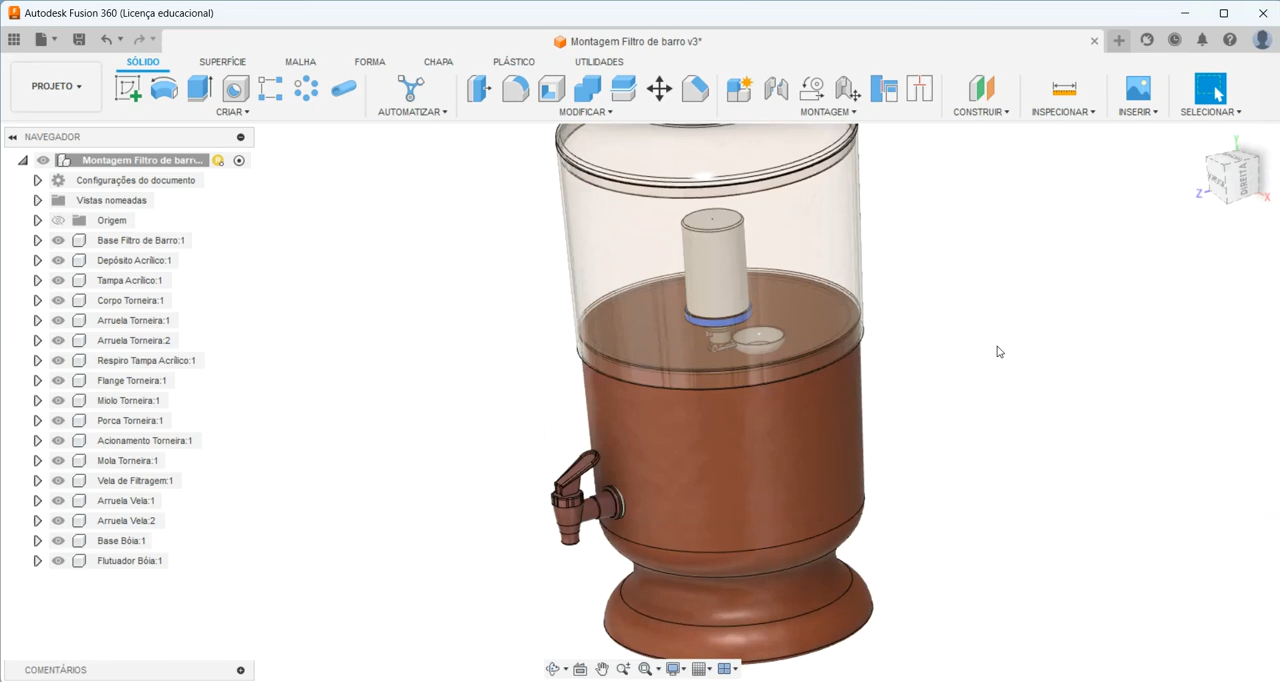 Autodesk Fusion 360 (Licença educacional)
Montagem Filtro de barro v3*
SÓLIDO SUPERFÍCIE MALHA FORMA CHAPA PLÁSTICO UTILIDADES
PROJETO
CRIAR AUTOMATIZAR MODIFICAR MONTAGEM CONSTRUIR INSPECIONAR INSERIR SELECIONAR
NAVEGADOR
Montagem Filtro de barr...
Configurações do documento
Vistas nomeadas
Origem
Base Filtro de Barro:1
Depósito Acrílico:1
Tampa Acrílico:1
Corpo Torneira:1
Arruela Torneira:1
Arruela Torneira:2
Respiro Tampa Acrílico:1
Flange Torneira:1
Miolo Torneira:1
Porca Torneira:1
Acionamento Torneira:1
Mola Torneira:1
Vela de Filtragem:1
Arruela Vela:1
Arruela Vela:2
Base Bóia:1
Flutuador Bóia:1
Y
DIREITA
Z
X
COMENTÁRIOS